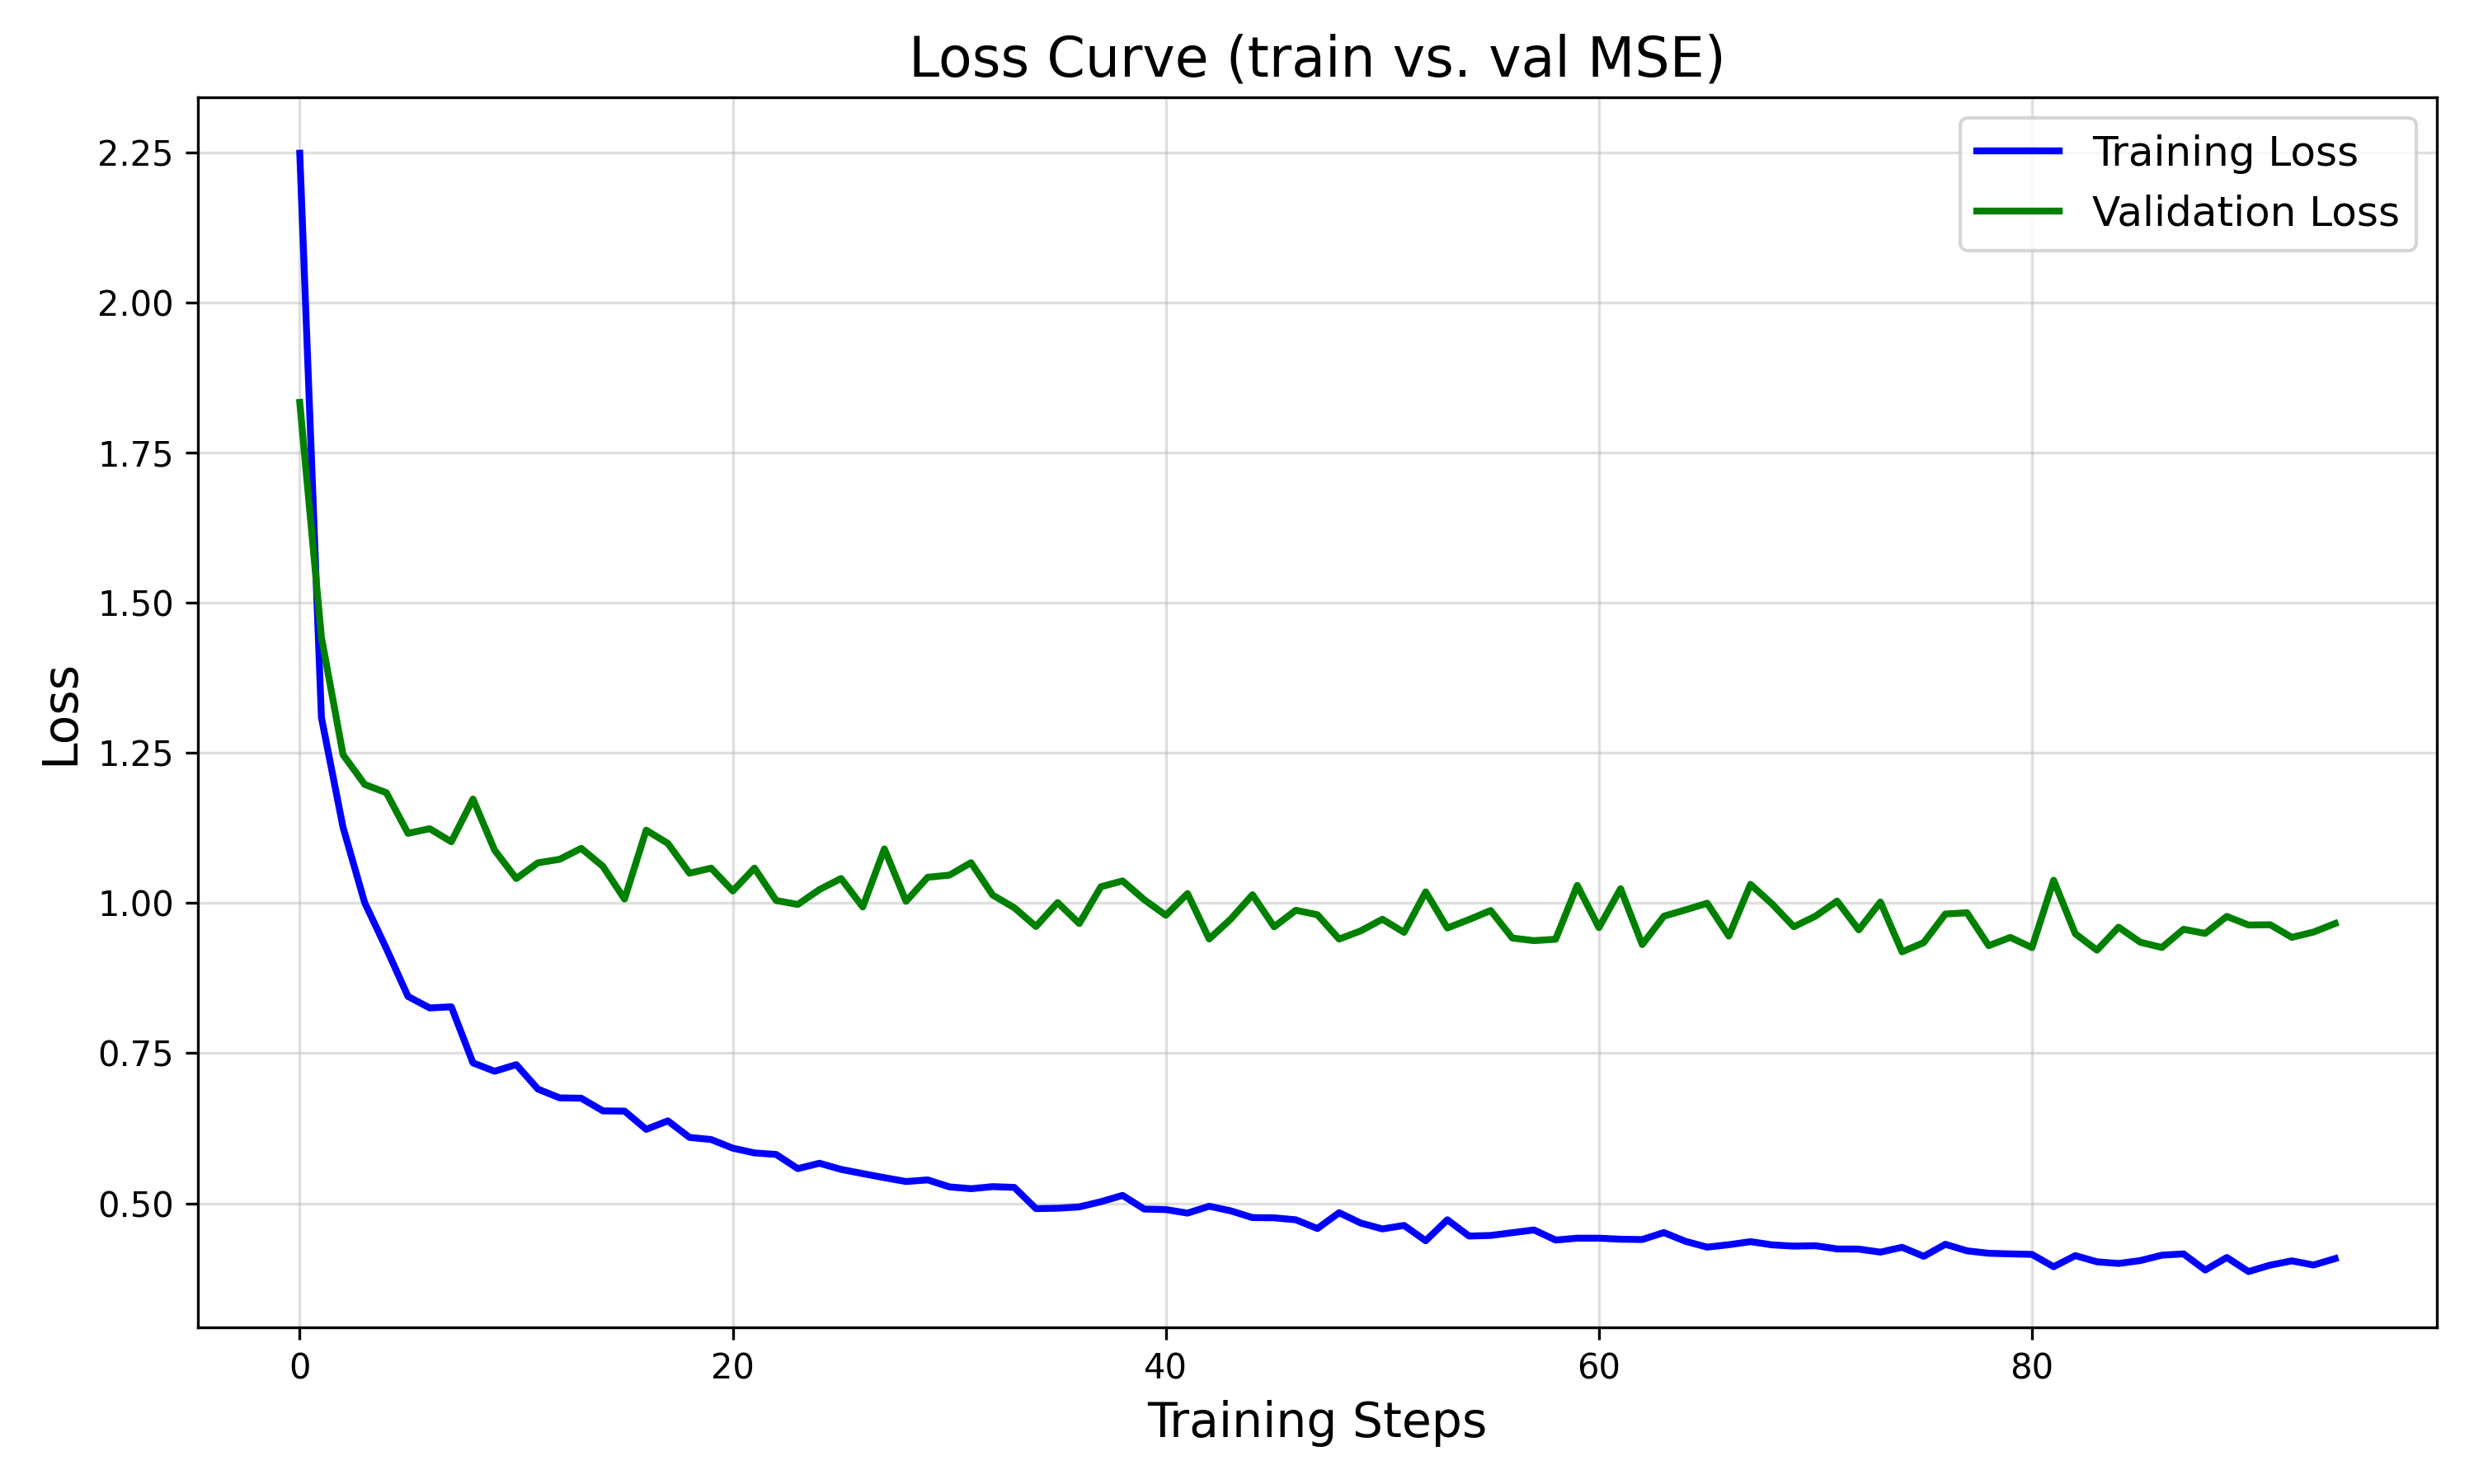 Loss Curve (train vs. val MSE)
Training Loss
Validation Loss
2.25
2.00
1.75
1.50
1.25
1.00
0.75
0.50
Loss
0 20 40 60 80
Training Steps